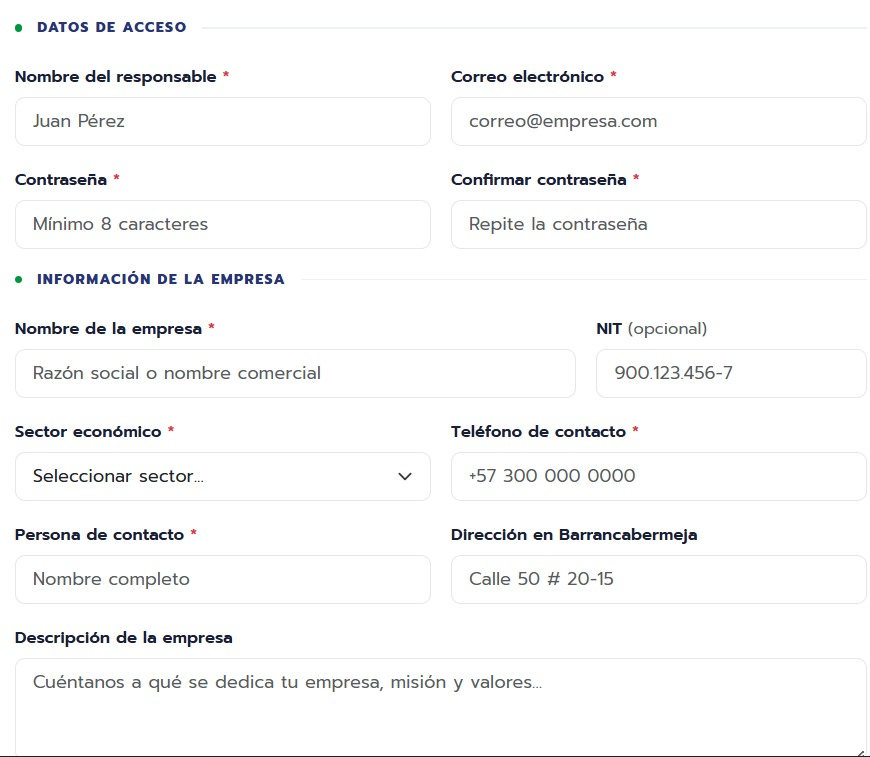 DATOS DE ACCESO
Nombre del responsable * Correo electrónico *
Juan Pérez correo@empresa.com
Contraseña * Confirmar contraseña *
Mínimo 8 caracteres Repite la contraseña
INFORMACIÓN DE LA EMPRESA
Nombre de la empresa * NIT (opcional)
Razón social o nombre comercial 900.123.456-7
Sector económico * Teléfono de contacto *
Seleccionar sector... +57 300 000 0000
Persona de contacto * Dirección en Barrancabermeja
Nombre completo Calle 50 # 20-15
Descripción de la empresa
Cuéntanos a qué se dedica tu empresa, misión y valores...